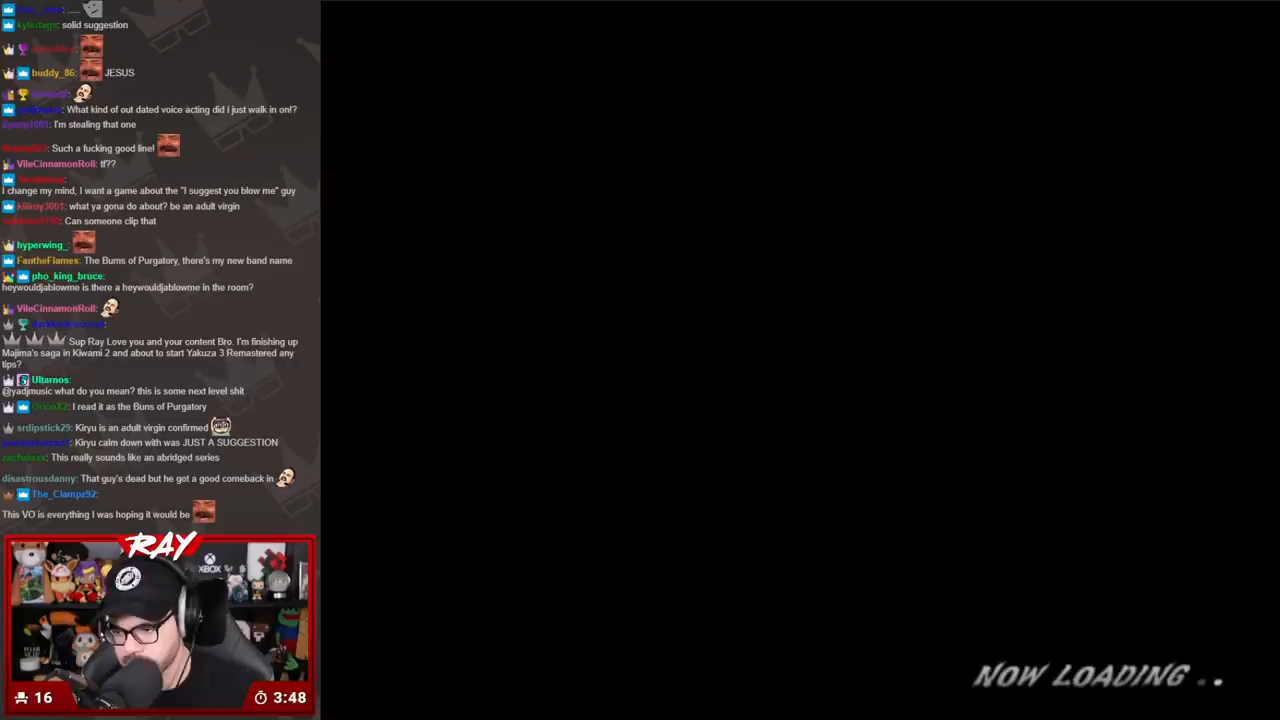 .....
kylertags: solid suggestion
buddy_86: JESUS
What kind of out dated voice acting did i just walk in on!?
I'm stealing that one
Such a fucking good line!
VileCinnamonRoll: tf??
I change my mind, I want a game about the "I suggest you blow me" guy
killroy3001: what ya gona do about? be an adult virgin
Can someone clip that
hyperwing_:
FantheFlames: The Bums of Purgatory, there's my new band name
pho_king_bruce:
heywouldjablowme is there a heywouldjablowme in the room?
VileCinnamonRoll:
Sup Ray Love you and your content Bro. I'm finishing up
Majima's saga in Kiwami 2 and about to start Yakuza 3 Remastered any
tips?
Ultarnos:
@yadjmusic what do you mean? this is some next level shit
OrionX2: I read it as the Buns of Purgatory
srdipstick29: Kiryu is an adult virgin confirmed
Kiryu calm down with was JUST A SUGGESTION
This really sounds like an abridged series
disastrousdanny: That guy's dead but he got a good comeback in
The_Clampz92:
This VO is everything I was hoping it would be
RAY
XBOX
16
3:48
NOW LOADING . .